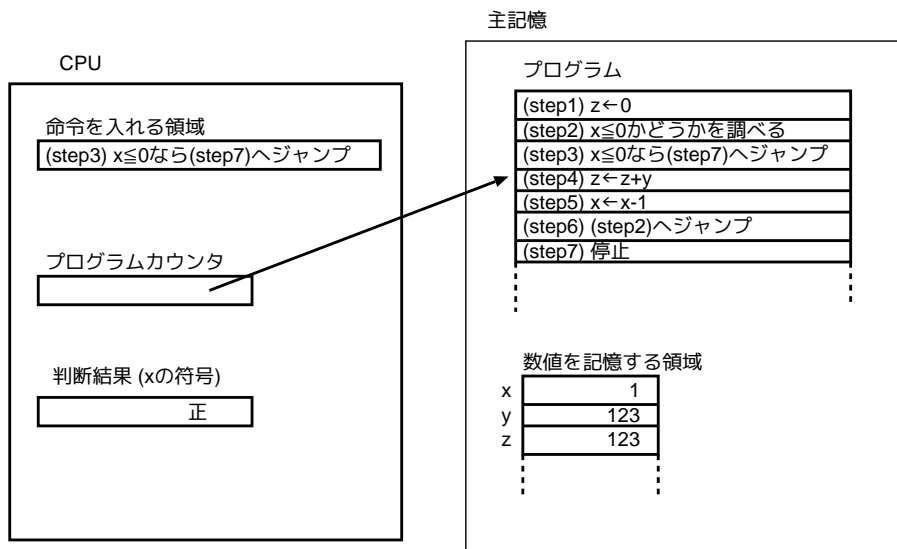 主記憶
CPU
命令を入れる領域
(step3) x≦0なら(step7)へジャンプ
プログラムカウンタ
判断結果 (xの符号)
正
プログラム
(step1) z←0
(step2) x≦0かどうかを調べる
(step3) x≦0なら(step7)へジャンプ
(step4) z←z+y
(step5) x←x-1
(step6) (step2)へジャンプ
(step7) 停止
数値を記憶する領域
x 1
y 123
z 123